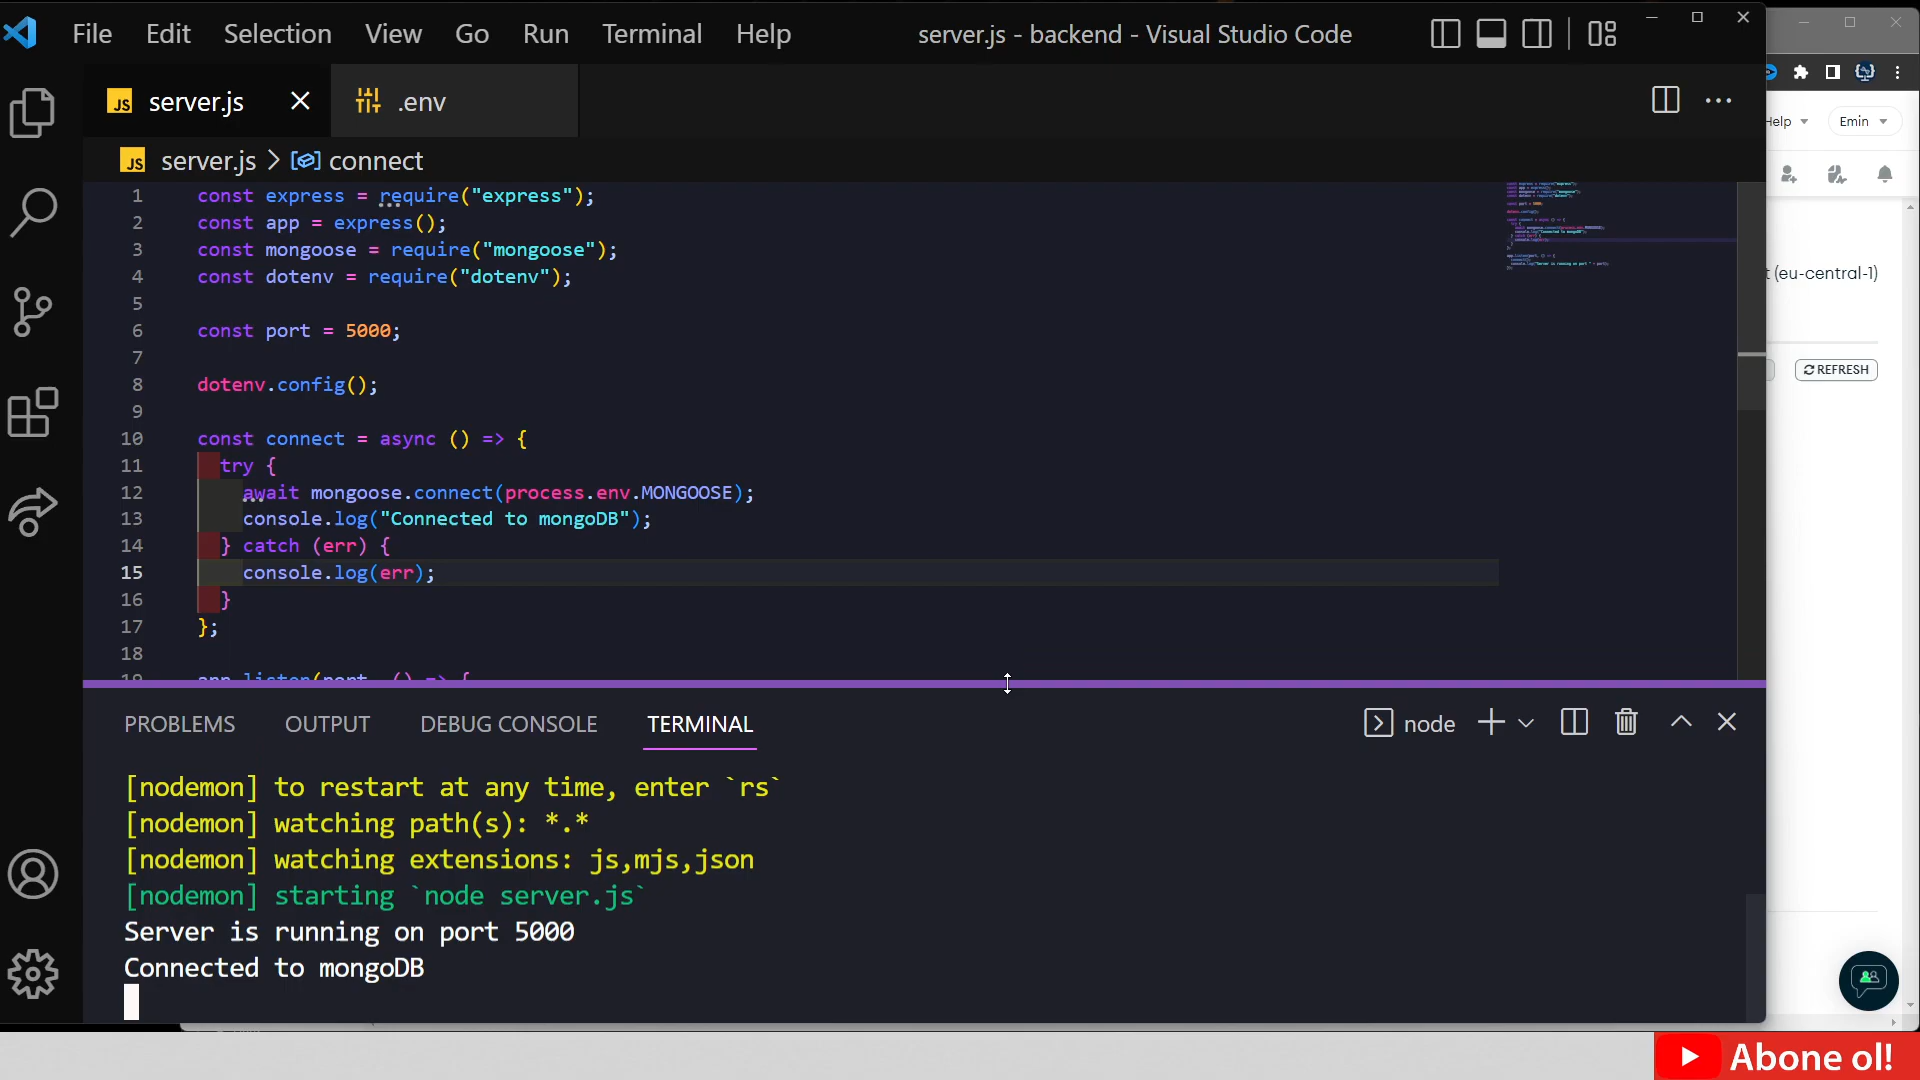 File Edit Selection View Go Run Terminal Help server.js - backend - Visual Studio Code
JS server.js .env
JS server.js > connect
1 const express = require("express");
2 const app = express();
3 const mongoose = require("mongoose");
4 const dotenv = require("dotenv");
5
6 const port = 5000;
7
8 dotenv.config();
9
10 const connect = async () => {
11 try {
12 await mongoose.connect(process.env.MONGOOSE);
13 console.log("Connected to mongoDB");
14 } catch (err) {
15 console.log(err);
16 }
17 };
18
19 app.listen(port, () => {
PROBLEMS OUTPUT DEBUG CONSOLE TERMINAL node
[nodemon] to restart at any time, enter `rs`
[nodemon] watching path(s): *.*
[nodemon] watching extensions: js,mjs,json
[nodemon] starting `node server.js`
Server is running on port 5000
Connected to mongoDB
Help Emin
(eu-central-1)
REFRESH
Abone ol!